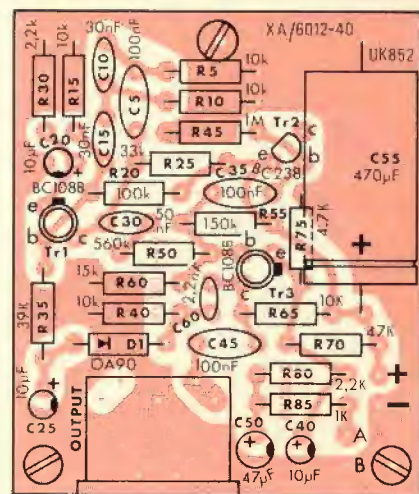 XA/6012-40
UK852
2,2k
R30
10k
R15
30nF
C10
100nF
C5
R5
10k
R10
10k
R45
1M
Tr2
c
b
e
C238
C55
470µF
+
C20
10µF
+
30nF
C15
33k
R25
R20
100k
C35
100nF
BC108B
e
b
c
Tr1
C30
50
nF
150k
R55
R75
4,7K
560k
R50
BC108B
b
c
e
Tr3
15k
R60
10k
R40
2,2nF
C60
R65
10K
39K
R35
D1
OA90
C45
100nF
R70
47K
10µF
+
C25
OUTPUT
R80
2,2K
+
R85
1K
−
C50
+
47µF
C40
+
10µF
A
B